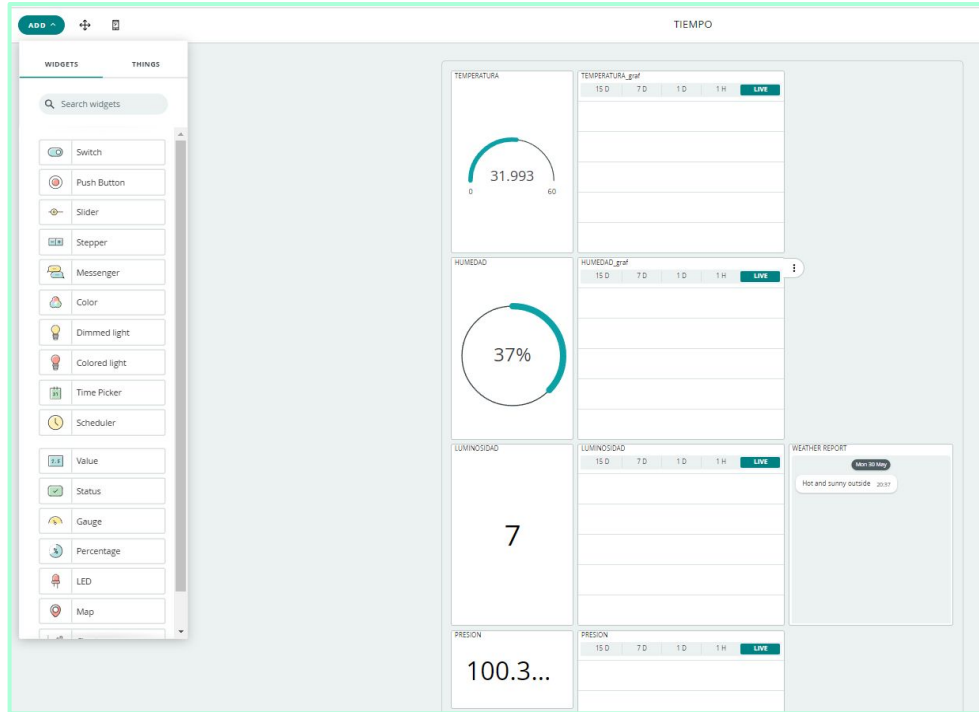 ADD
TIEMPO
WIDGETS THINGS
Search widgets
Switch
Push Button
Slider
Stepper
Messenger
Color
Dimmed light
Colored light
Time Picker
Scheduler
Value
Status
Gauge
Percentage
LED
Map
TEMPERATURA
31.993
0 60
TEMPERATURA_graf
15 D 7 D 1 D 1 H LIVE
HUMEDAD
37%
HUMEDAD_graf
15 D 7 D 1 D 1 H LIVE
LUMINOSIDAD
7
LUMINOSIDAD
15 D 7 D 1 D 1 H LIVE
WEATHER REPORT
Mon 30 May
Hot and sunny outside 20:37
PRESION
100.3...
PRESION
15 D 7 D 1 D 1 H LIVE